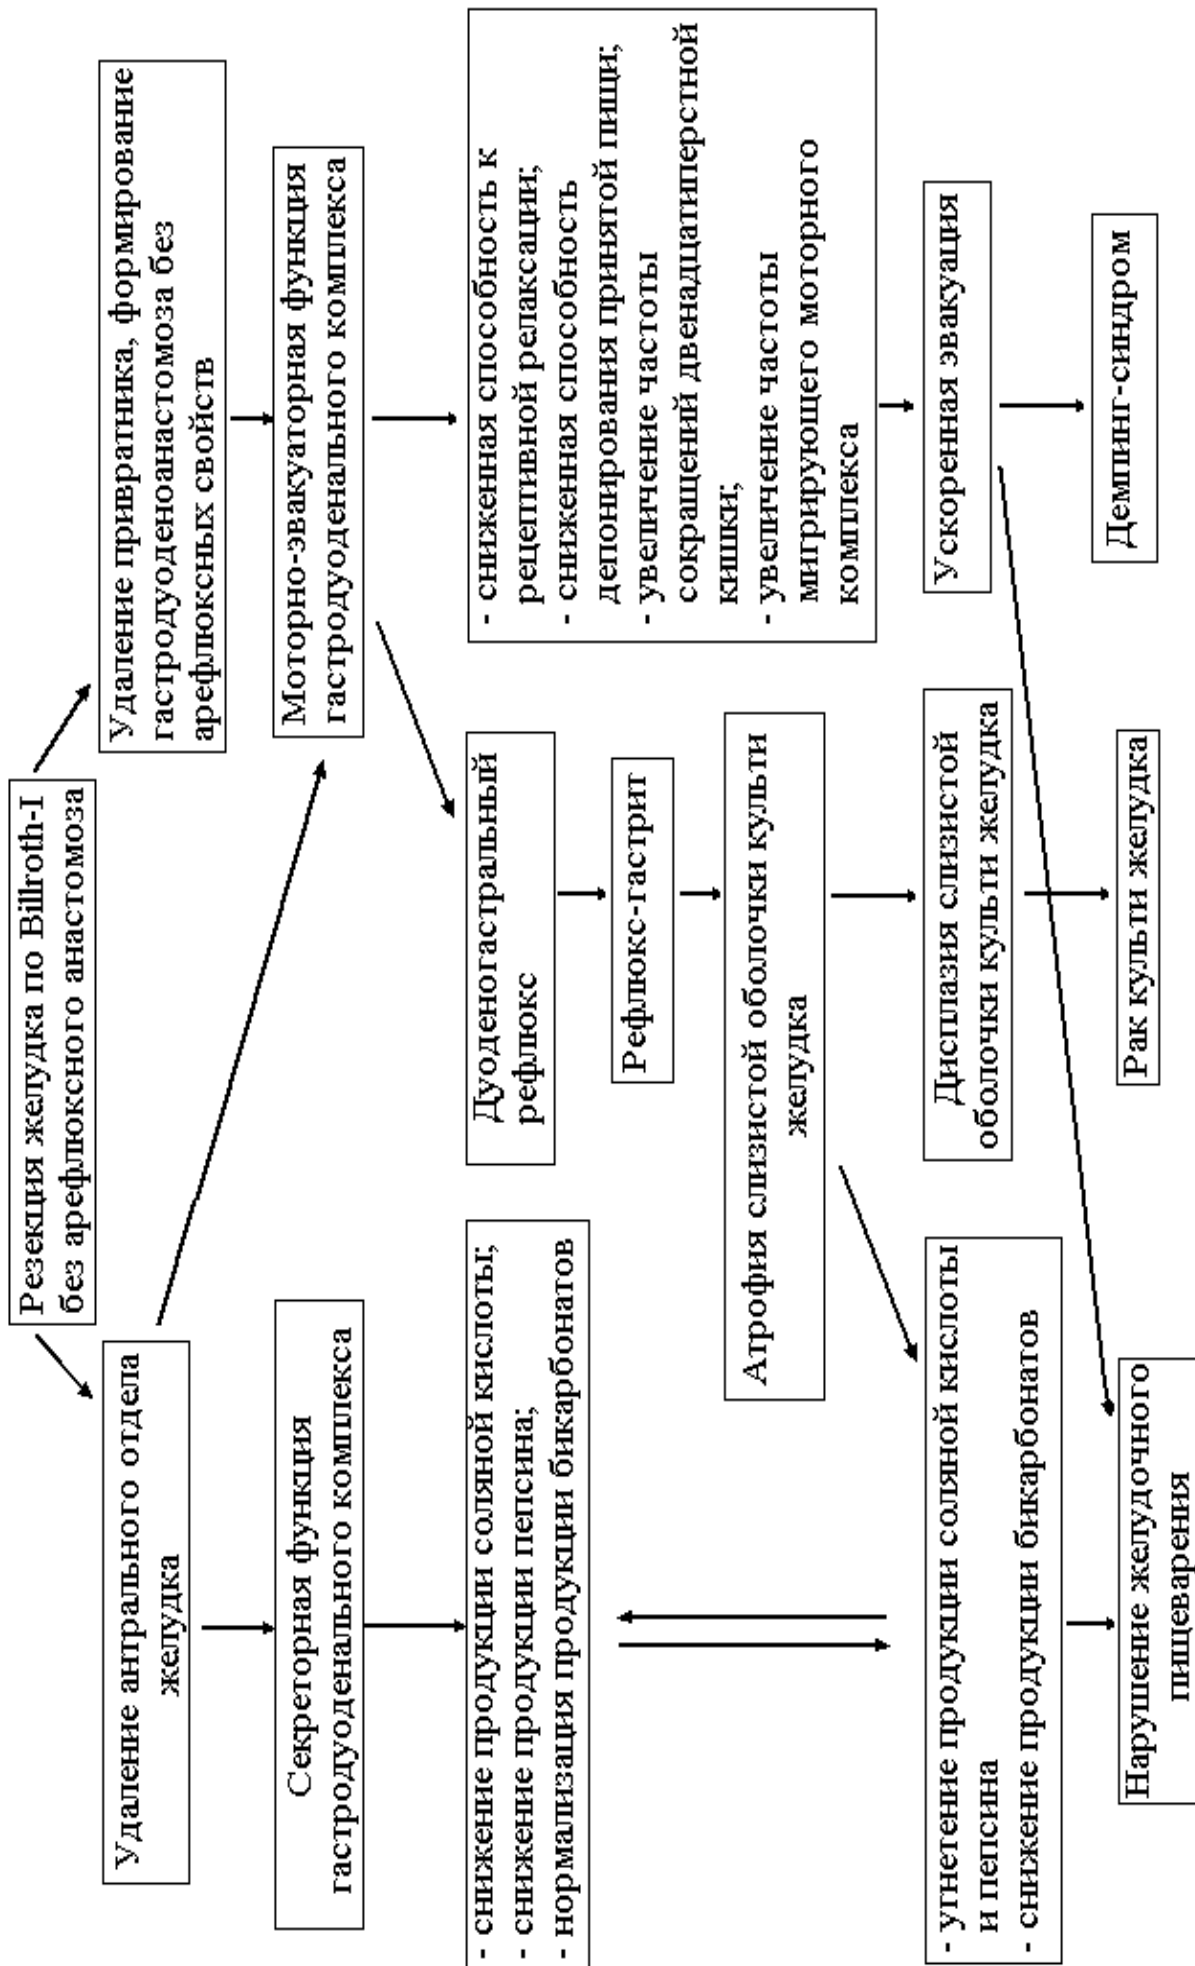 Резекция желудка по Billroth-I
без арефлюксного анастомоза
Удаление антрального отдела
желудка
Удаление привратника, формирование
гастродуоденоанастомоза без
арефлюксных свойств
Секреторная функция
гастродуоденального комплекса
Моторно-эвакуаторная функция
гастродуоденального комплекса
- снижение продукции соляной кислоты;
- снижение продукции пепсина;
- нормализация продукции бикарбонатов
Дуоденогастральный
рефлюкс
- сниженная способность к
рецептивной релаксации;
- сниженная способность
депонирования принятой пищи;
- увеличение частоты
сокращений двенадцатиперстной
кишки;
- увеличение частоты
мигрирующего моторного
комплекса
Рефлюкс-гастрит
Атрофия слизистой оболочки культи
желудка
- угнетение продукции соляной кислоты
и пепсина
- снижение продукции бикарбонатов
Дисплазия слизистой
оболочки культи желудка
Ускоренная эвакуация
Нарушение желудочного
пищеварения
Рак культи желудка
Демпинг-синдром